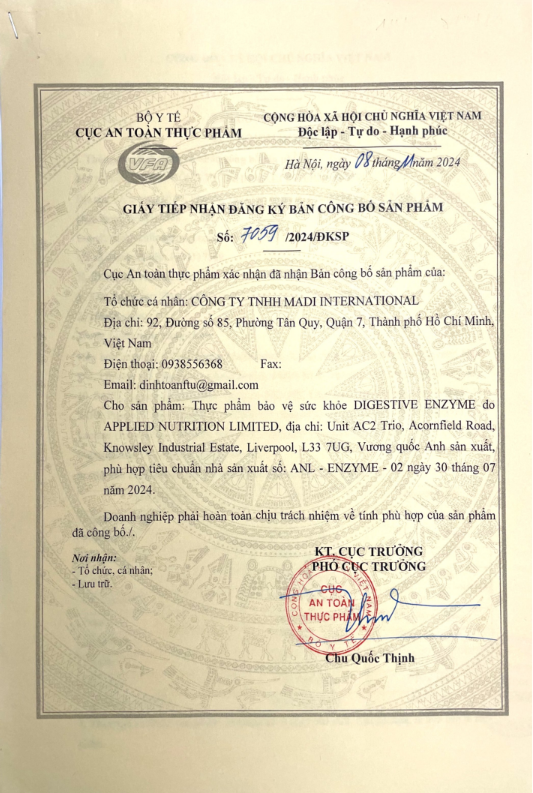 BỘ Y TẾ
CỤC AN TOÀN THỰC PHẨM
VFA
CỘNG HÒA XÃ HỘI CHỦ NGHĨA VIỆT NAM
Độc lập - Tự do - Hạnh phúc
Hà Nội, ngày 08 tháng 11 năm 2024
GIẤY TIẾP NHẬN ĐĂNG KÝ BẢN CÔNG BỐ SẢN PHẨM
Số: 7059 /2024/ĐKSP
Cục An toàn thực phẩm xác nhận đã nhận Bản công bố sản phẩm của:
Tổ chức cá nhân: CÔNG TY TNHH MADI INTERNATIONAL
Địa chỉ: 92, Đường số 85, Phường Tân Quy, Quận 7, Thành phố Hồ Chí Minh,
Việt Nam
Điện thoại: 0938556368 Fax:
Email: dinhtoanftu@gmail.com
Cho sản phẩm: Thực phẩm bảo vệ sức khỏe DIGESTIVE ENZYME do
APPLIED NUTRITION LIMITED, địa chỉ: Unit AC2 Trio, Acornfield Road,
Knowsley Industrial Estate, Liverpool, L33 7UG, Vương quốc Anh sản xuất,
phù hợp tiêu chuẩn nhà sản xuất số: ANL - ENZYME - 02 ngày 30 tháng 07
năm 2024.
Doanh nghiệp phải hoàn toàn chịu trách nhiệm về tính phù hợp của sản phẩm
đã công bố./.
Nơi nhận:
- Tổ chức, cá nhân;
- Lưu trữ.
KT. CỤC TRƯỞNG
PHÓ CỤC TRƯỞNG
CỤC
AN TOÀN
THỰC PHẨM
BỘ Y TẾ
Chu Quốc Thịnh